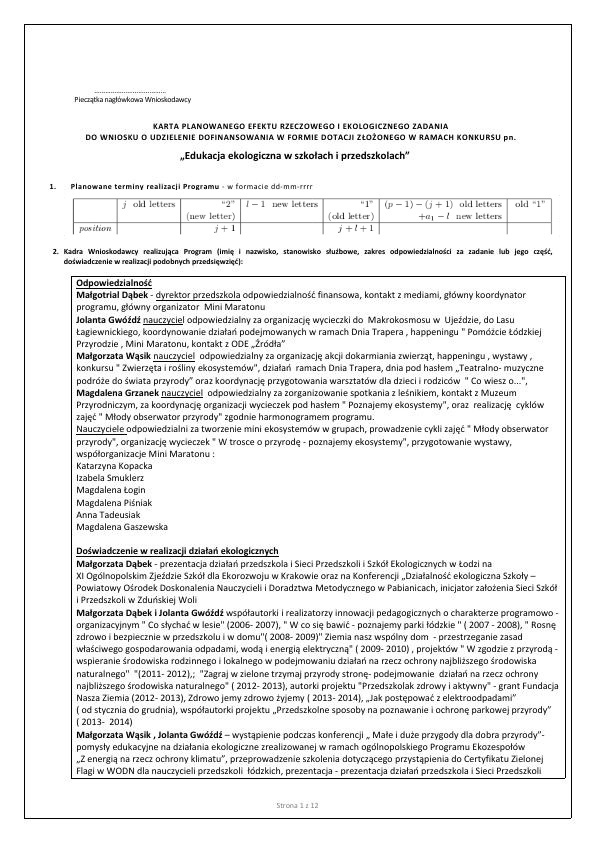 ....................................
Pieczątka nagłówkowa Wnioskodawcy
KARTA PLANOWANEGO EFEKTU RZECZOWEGO I EKOLOGICZNEGO ZADANIA
DO WNIOSKU O UDZIELENIE DOFINANSOWANIA W FORMIE DOTACJI ZŁOŻONEGO W RAMACH KONKURSU pn.
„Edukacja ekologiczna w szkołach i przedszkolach”
1. Planowane terminy realizacji Programu - w formacie dd-mm-rrrr
j old letters “2” l − 1 new letters “1” (p − 1) − (j + 1) old letters old “1”
(new letter) (old letter) +a₁ − l new letters
position j + 1 j + l + 1
2. Kadra Wnioskodawcy realizująca Program (imię i nazwisko, stanowisko służbowe, zakres odpowiedzialności za zadanie lub jego część,
doświadczenie w realizacji podobnych przedsięwzięć):
Odpowiedzialność
Małgotrial Dąbek - dyrektor przedszkola odpowiedzialność finansowa, kontakt z mediami, główny koordynator
programu, główny organizator Mini Maratonu
Jolanta Gwóźdź nauczyciel odpowiedzialny za organizację wycieczki do Makrokosmosu w Ujeździe, do Lasu
Łagiewnickiego, koordynowanie działań podejmowanych w ramach Dnia Trapera , happeningu " Pomóżcie Łódzkiej
Przyrodzie , Mini Maratonu, kontakt z ODE „Źródła”
Małgorzata Wąsik nauczyciel odpowiedzialny za organizację akcji dokarmiania zwierząt, happeningu , wystawy ,
konkursu " Zwierzęta i rośliny ekosystemów", działań ramach Dnia Trapera, dnia pod hasłem „Teatralno- muzyczne
podróże do świata przyrody” oraz koordynację przygotowania warsztatów dla dzieci i rodziców " Co wiesz o...",
Magdalena Grzanek nauczyciel odpowiedzialny za zorganizowanie spotkania z leśnikiem, kontakt z Muzeum
Przyrodniczym, za koordynację organizacji wycieczek pod hasłem " Poznajemy ekosystemy", oraz realizację cyklów
zajęć " Młody obserwator przyrody" zgodnie harmonogramem programu.
Nauczyciele odpowiedzialni za tworzenie mini ekosystemów w grupach, prowadzenie cykli zajęć " Młody obserwator
przyrody", organizację wycieczek " W trosce o przyrodę - poznajemy ekosystemy", przygotowanie wystawy,
współorganizacje Mini Maratonu :
Katarzyna Kopacka
Izabela Smuklerz
Magdalena Łogin
Magdalena Piśniak
Anna Tadeusiak
Magdalena Gaszewska
Doświadczenie w realizacji działań ekologicznych
Małgorzata Dąbek - prezentacja działań przedszkola i Sieci Przedszkoli i Szkół Ekologicznych w Łodzi na
XI Ogólnopolskim Zjeździe Szkół dla Ekorozwoju w Krakowie oraz na Konferencji „Działalność ekologiczna Szkoły –
Powiatowy Ośrodek Doskonalenia Nauczycieli i Doradztwa Metodycznego w Pabianicach, inicjator założenia Sieci Szkół
i Przedszkoli w Zduńskiej Woli
Małgorzata Dąbek i Jolanta Gwóźdź współautorki i realizatorzy innowacji pedagogicznych o charakterze programowo -
organizacyjnym " Co słychać w lesie" (2006- 2007), " W co się bawić - poznajemy parki łódzkie " ( 2007 - 2008), " Rosnę
zdrowo i bezpiecznie w przedszkolu i w domu"( 2008- 2009)" Ziemia nasz wspólny dom - przestrzeganie zasad
właściwego gospodarowania odpadami, wodą i energią elektryczną" ( 2009- 2010) , projektów " W zgodzie z przyrodą -
wspieranie środowiska rodzinnego i lokalnego w podejmowaniu działań na rzecz ochrony najbliższego środowiska
naturalnego" "(2011- 2012),; "Zagraj w zielone trzymaj przyrody stronę- podejmowanie działań na rzecz ochrony
najbliższego środowiska naturalnego" ( 2012- 2013), autorki projektu "Przedszkolak zdrowy i aktywny" - grant Fundacja
Nasza Ziemia (2012- 2013), Zdrowo jemy zdrowo żyjemy ( 2013- 2014), „Jak postępować z elektroodpadami”
( od stycznia do grudnia), współautorki projektu „Przedszkolne sposoby na poznawanie i ochronę parkowej przyrody”
( 2013- 2014)
Małgorzata Wąsik , Jolanta Gwóźdź – wystąpienie podczas konferencji „ Małe i duże przygody dla dobra przyrody”-
pomysły edukacyjne na działania ekologiczne zrealizowanej w ramach ogólnopolskiego Programu Ekozespołów
„Z energią na rzecz ochrony klimatu”, przeprowadzenie szkolenia dotyczącego przystąpienia do Certyfikatu Zielonej
Flagi w WODN dla nauczycieli przedszkoli łódzkich, prezentacja - prezentacja działań przedszkola i Sieci Przedszkoli
Strona 1 z 12